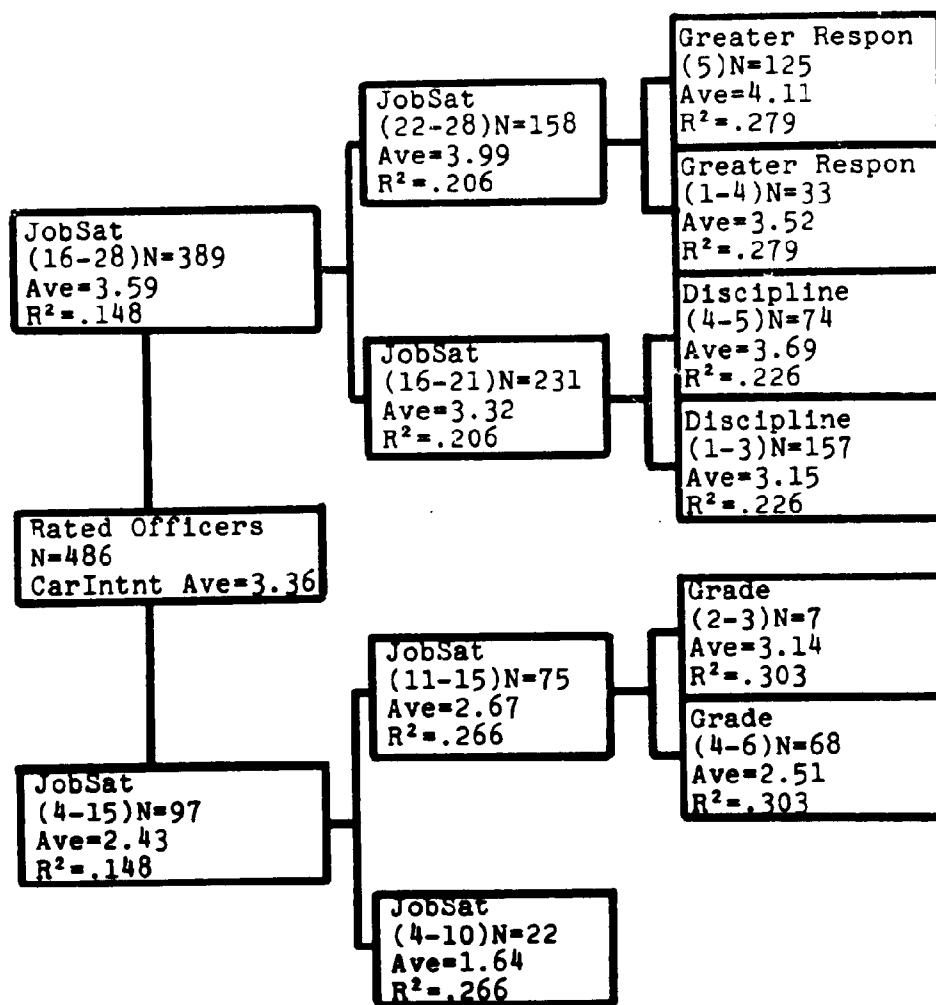 Greater Respon
(5)N=125
Ave=4.11
R²=.279
JobSat
(22-28)N=158
Ave=3.99
R²=.206
Greater Respon
(1-4)N=33
Ave=3.52
R²=.279
JobSat
(16-28)N=389
Ave=3.59
R²=.148
Discipline
(4-5)N=74
Ave=3.69
R²=.226
JobSat
(16-21)N=231
Ave=3.32
R²=.206
Discipline
(1-3)N=157
Ave=3.15
R²=.226
Rated Officers
N=486
CarIntnt Ave=3.36
Grade
(2-3)N=7
Ave=3.14
R²=.303
JobSat
(11-15)N=75
Ave=2.67
R²=.266
Grade
(4-6)N=68
Ave=2.51
R²=.303
JobSat
(4-15)N=97
Ave=2.43
R²=.148
JobSat
(4-10)N=22
Ave=1.64
R²=.266